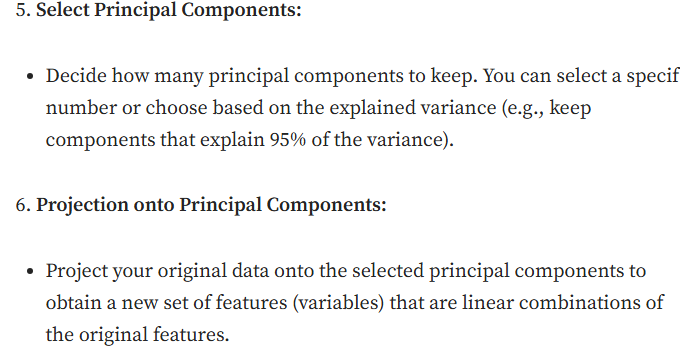 5. Select Principal Components:
• Decide how many principal components to keep. You can select a specif
number or choose based on the explained variance (e.g., keep
components that explain 95% of the variance).
6. Projection onto Principal Components:
• Project your original data onto the selected principal components to
obtain a new set of features (variables) that are linear combinations of
the original features.